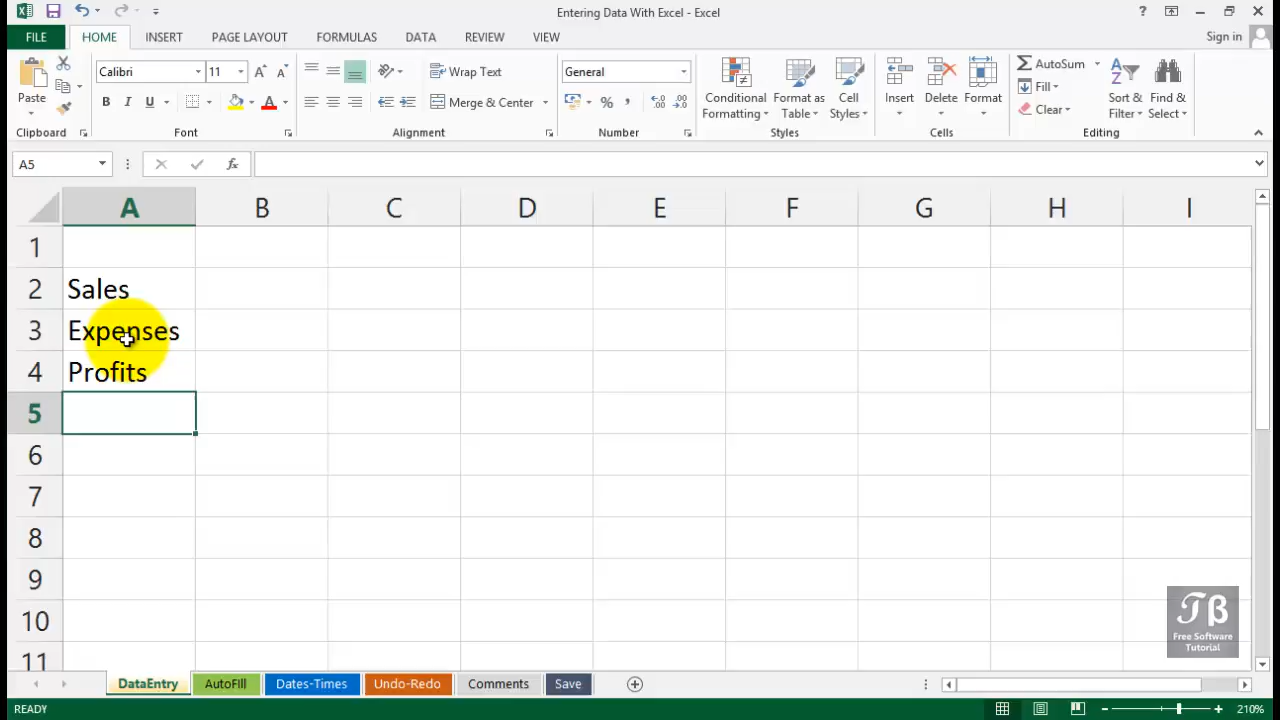 Entering Data With Excel - Excel
?
FILE HOME INSERT PAGE LAYOUT FORMULAS DATA REVIEW VIEW Sign in
Paste
Clipboard
Calibri 11
B I U
Font
Wrap Text
Merge & Center
Alignment
General
% ,
Number
Conditional Formatting
Format as Table
Cell Styles
Styles
Insert
Delete
Format
Cells
AutoSum
Fill
Clear
Sort & Filter
Find & Select
Editing
A5 fx
A B C D E F G H I
1
2 Sales
3 Expenses
4 Profits
5
6
7
8
9
10
11
Tβ
Free Software
Tutorial
DataEntry AutoFIll Dates-Times Undo-Redo Comments Save
READY 210%